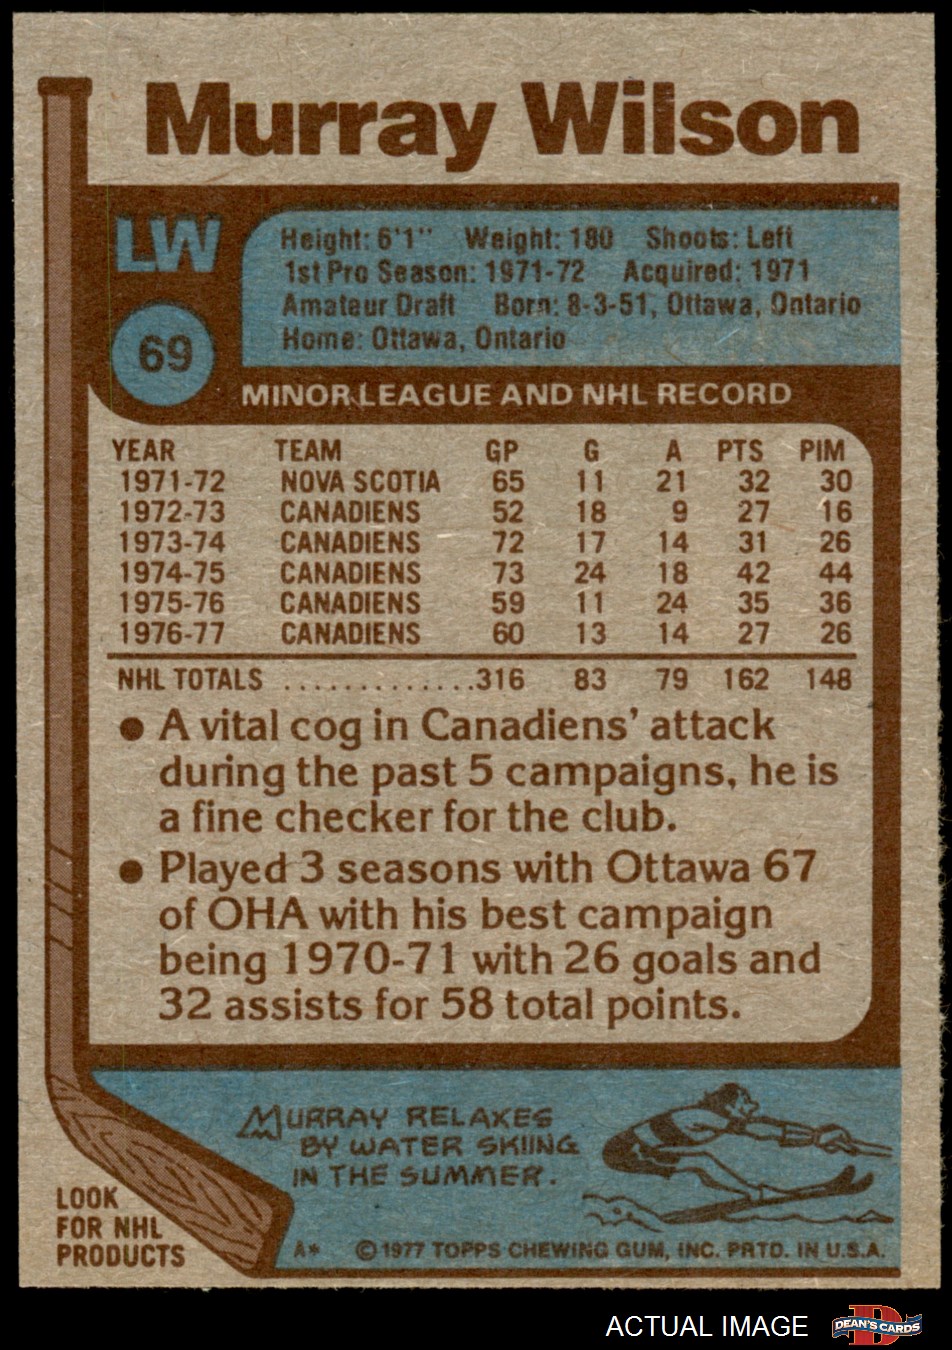 Murray Wilson
LW
69
Height: 6'1" Weight: 180 Shoots: Left
1st Pro Season: 1971-72 Acquired: 1971
Amateur Draft Born: 8-3-51, Ottawa, Ontario
Home: Ottawa, Ontario
MINOR LEAGUE AND NHL RECORD
YEAR TEAM GP G A PTS PIM
1971-72 NOVA SCOTIA 65 11 21 32 30
1972-73 CANADIENS 52 18 9 27 16
1973-74 CANADIENS 72 17 14 31 26
1974-75 CANADIENS 73 24 18 42 44
1975-76 CANADIENS 59 11 24 35 36
1976-77 CANADIENS 60 13 14 27 26
NHL TOTALS ..............316 83 79 162 148
● A vital cog in Canadiens' attack
during the past 5 campaigns, he is
a fine checker for the club.
● Played 3 seasons with Ottawa 67
of OHA with his best campaign
being 1970-71 with 26 goals and
32 assists for 58 total points.
MURRAY RELAXES
BY WATER SKIING
IN THE SUMMER.
LOOK
FOR NHL
PRODUCTS
A* © 1977 TOPPS CHEWING GUM, INC. PRTD. IN U.S.A.
ACTUAL IMAGE
D
DEAN'S CARDS